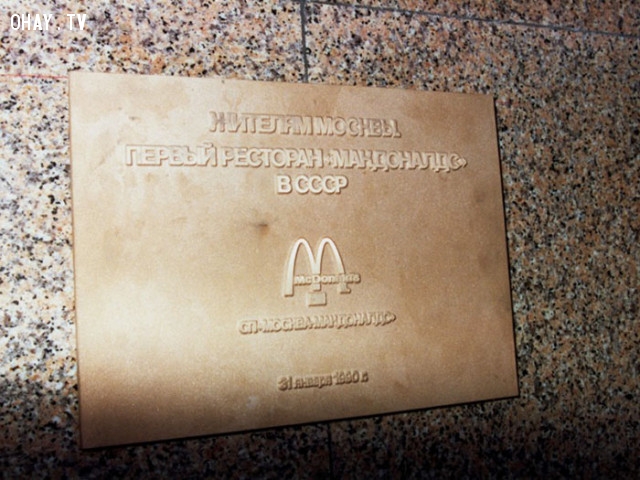 OHAY.TV
ЖИТЕЛЯМ МОСКВЫ
ПЕРВЫЙ РЕСТОРАН «МАКДОНАЛДС»
В СССР
McDonald's
СП «МОСКВА-МАКДОНАЛДС»
31 января 1990 г.